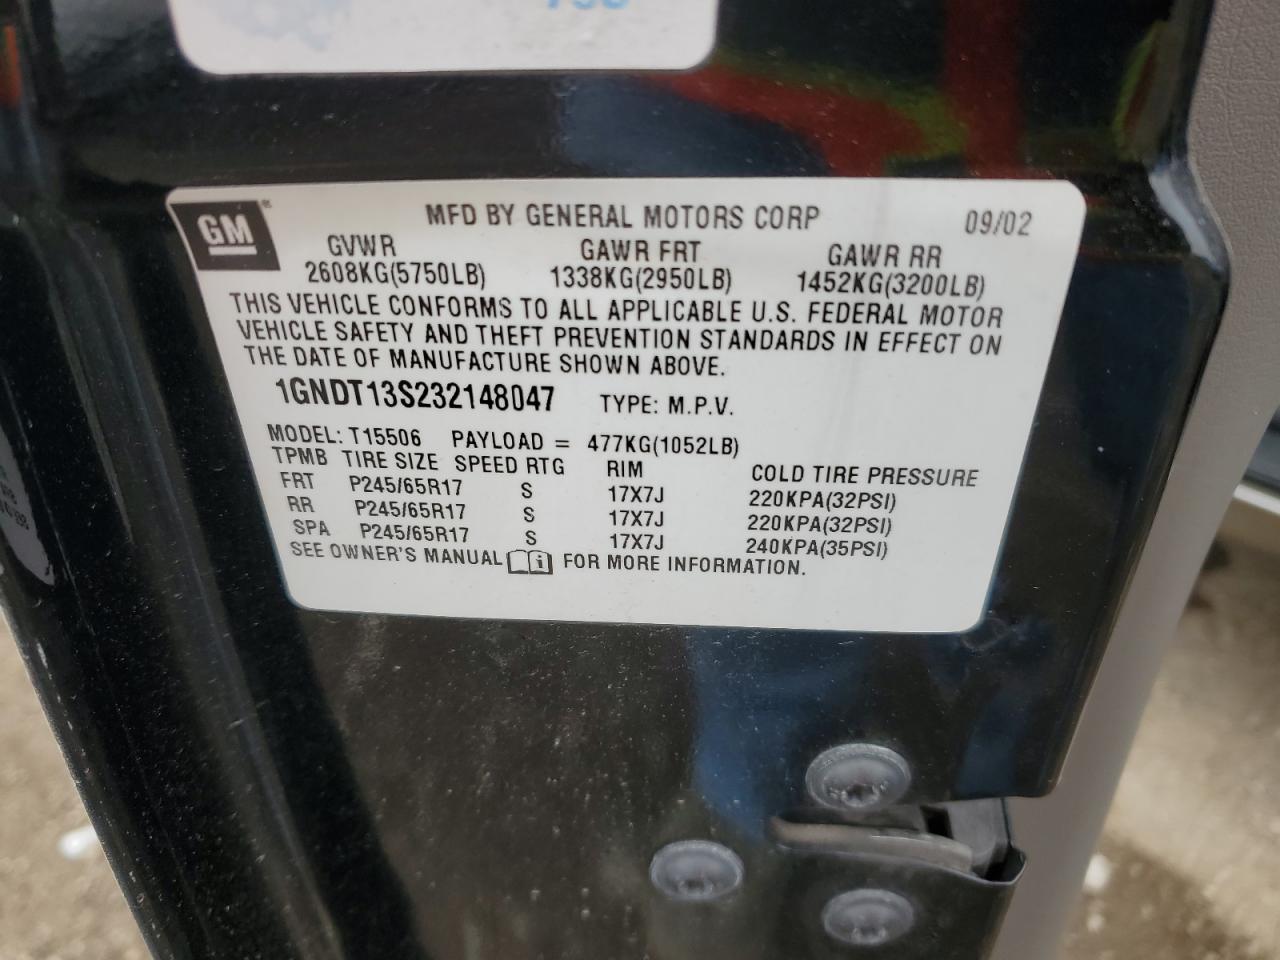 GM® MFD BY GENERAL MOTORS CORP 09/02
GVWR GAWR FRT GAWR RR
2608KG(5750LB) 1338KG(2950LB) 1452KG(3200LB)
THIS VEHICLE CONFORMS TO ALL APPLICABLE U.S. FEDERAL MOTOR
VEHICLE SAFETY AND THEFT PREVENTION STANDARDS IN EFFECT ON
THE DATE OF MANUFACTURE SHOWN ABOVE.
1GNDT13S232148047 TYPE: M.P.V.
MODEL: T15506 PAYLOAD = 477KG(1052LB)
TPMB TIRE SIZE SPEED RTG RIM COLD TIRE PRESSURE
FRT P245/65R17 S 17X7J 220KPA(32PSI)
RR P245/65R17 S 17X7J 220KPA(32PSI)
SPA P245/65R17 S 17X7J 240KPA(35PSI)
SEE OWNER'S MANUAL i FOR MORE INFORMATION.